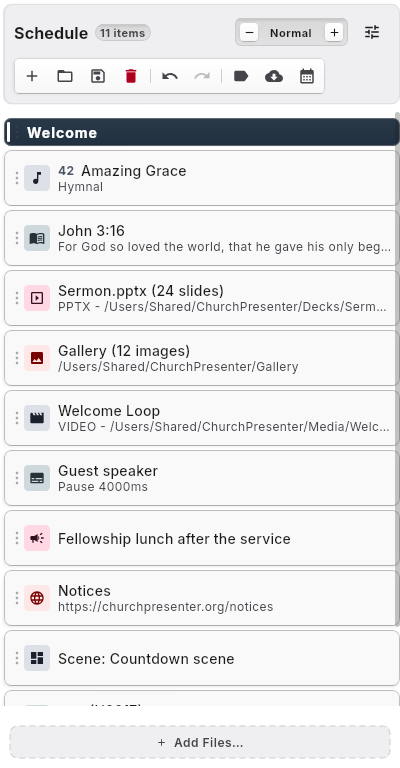 Schedule 11 items
− Normal +
Welcome
42 Amazing Grace
Hymnal
John 3:16
For God so loved the world, that he gave his only beg...
Sermon.pptx (24 slides)
PPTX - /Users/Shared/ChurchPresenter/Decks/Serm...
Gallery (12 images)
/Users/Shared/ChurchPresenter/Gallery
Welcome Loop
VIDEO - /Users/Shared/ChurchPresenter/Media/Welc...
Guest speaker
Pause 4000ms
Fellowship lunch after the service
Notices
https://churchpresenter.org/notices
Scene: Countdown scene
+ Add Files...